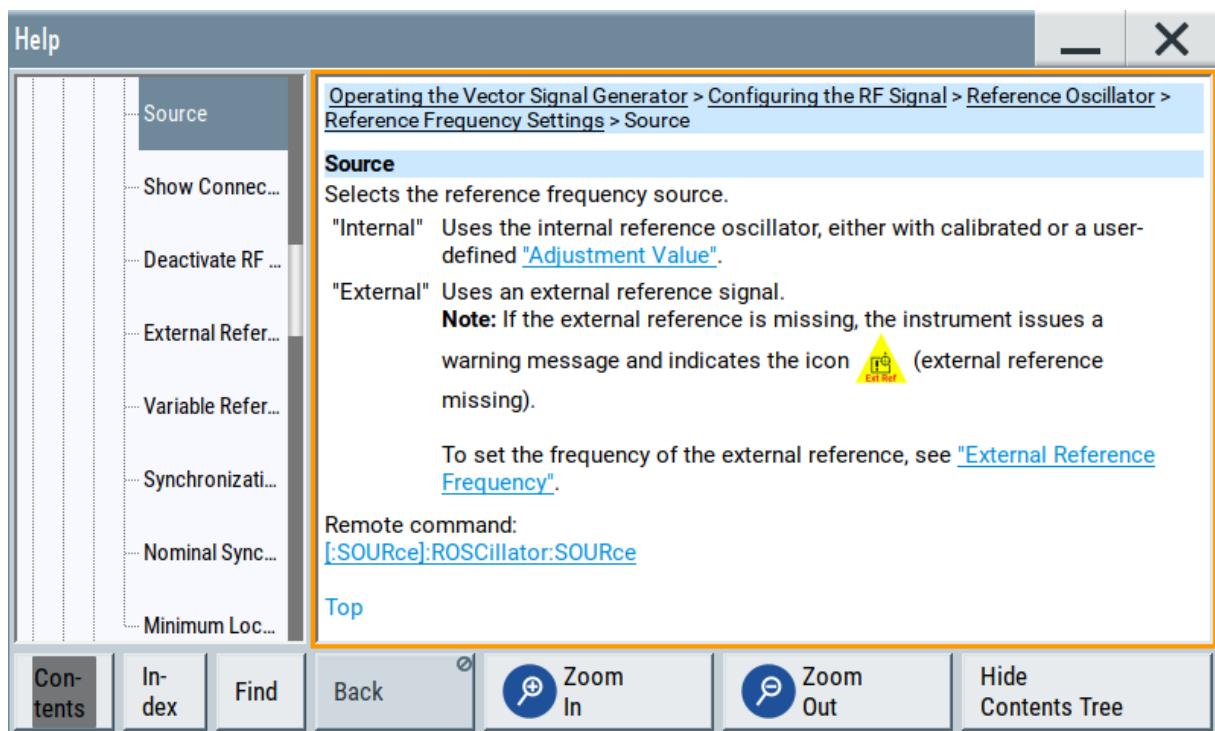 Help
Source
Show Connec...
Deactivate RF ...
External Refer...
Variable Refer...
Synchronizati...
Nominal Sync...
Minimum Loc...
Operating the Vector Signal Generator > Configuring the RF Signal > Reference Oscillator >
Reference Frequency Settings > Source
Source
Selects the reference frequency source.
"Internal" Uses the internal reference oscillator, either with calibrated or a user-
defined "Adjustment Value".
"External" Uses an external reference signal.
Note: If the external reference is missing, the instrument issues a
warning message and indicates the icon Ext Ref (external reference
missing).
To set the frequency of the external reference, see "External Reference
Frequency".
Remote command:
[:SOURce]:ROSCillator:SOURce
Top
Con-
tents
In-
dex
Find
Back
Zoom
In
Zoom
Out
Hide
Contents Tree